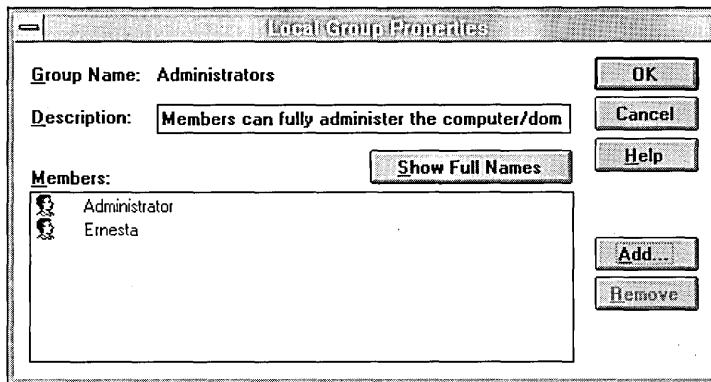 Local Group Properties
Group Name: Administrators
OK
Description: Members can fully administer the computer/dom
Cancel
Help
Show Full Names
Members:
Administrator
Ernesta
Add...
Remove